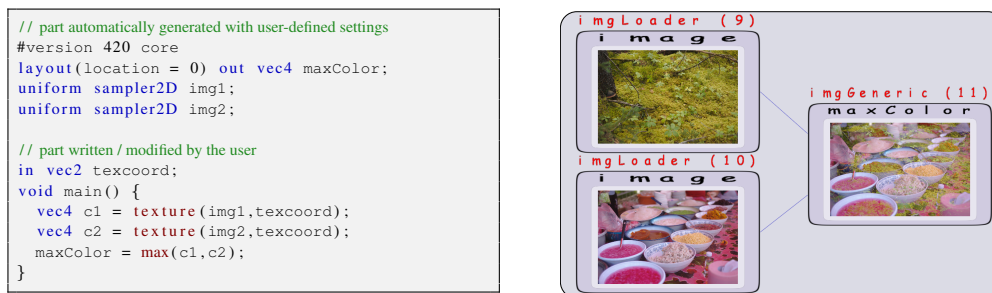 // part automatically generated with user-defined settings
#version 420 core
layout(location = 0) out vec4 maxColor;
uniform sampler2D img1;
uniform sampler2D img2;
// part written / modified by the user
in vec2 texcoord;
void main() {
vec4 c1 = texture(img1,texcoord);
vec4 c2 = texture(img2,texcoord);
maxColor = max(c1,c2);
}
imgLoader (9)
image
imgLoader (10)
image
imgGeneric (11)
maxColor